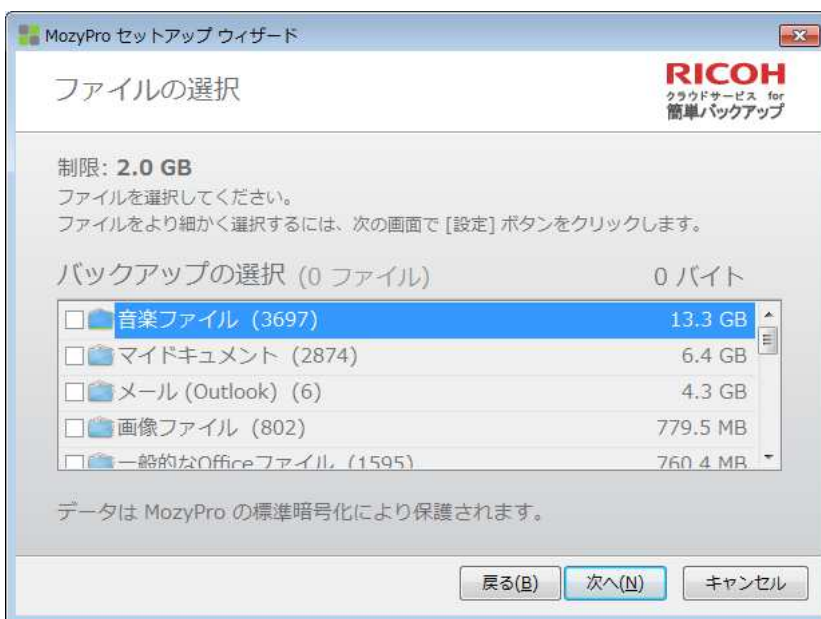 MozyPro セットアップ ウィザード
ファイルの選択
RICOH
クラウドサービス for
簡単バックアップ
制限: 2.0 GB
ファイルを選択してください。
ファイルをより細かく選択するには、次の画面で [設定] ボタンをクリックします。
バックアップの選択 (0 ファイル) 0 バイト
音楽ファイル (3697) 13.3 GB
マイドキュメント (2874) 6.4 GB
メール (Outlook) (6) 4.3 GB
画像ファイル (802) 779.5 MB
一般的なOfficeファイル (1595) 760.4 MB
データは MozyPro の標準暗号化により保護されます。
戻る(B) 次へ(N) キャンセル